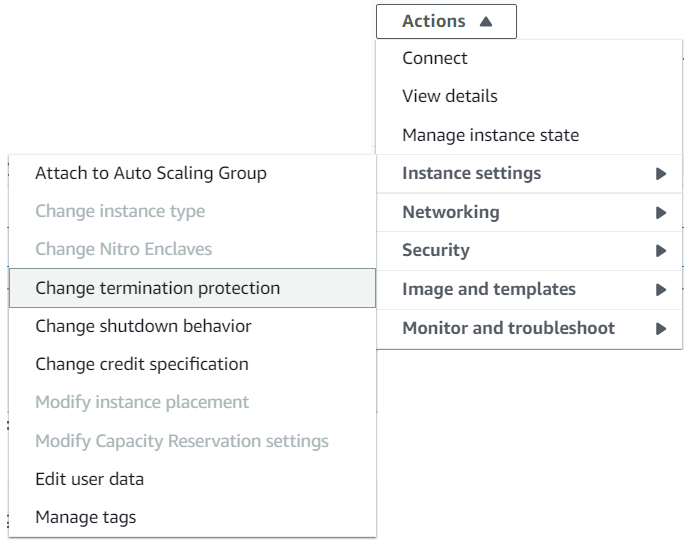 Actions
Connect
View details
Manage instance state
Instance settings
Networking
Security
Image and templates
Monitor and troubleshoot
Attach to Auto Scaling Group
Change instance type
Change Nitro Enclaves
Change termination protection
Change shutdown behavior
Change credit specification
Modify instance placement
Modify Capacity Reservation settings
Edit user data
Manage tags